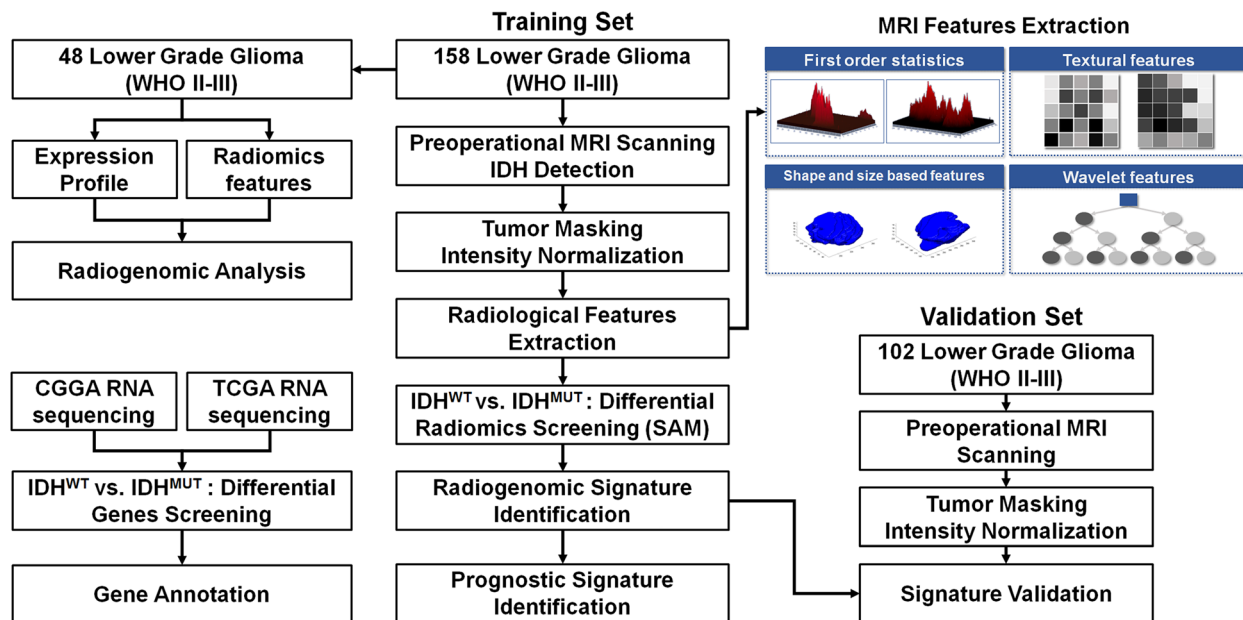 Training Set
48 Lower Grade Glioma
(WHO II-III)
158 Lower Grade Glioma
(WHO II-III)
Expression
Profile
Radiomics
features
Radiogenomic Analysis
Preoperational MRI Scanning
IDH Detection
Tumor Masking
Intensity Normalization
Radiological Features
Extraction
CGGA RNA
sequencing
TCGA RNA
sequencing
IDHᵂᵀ vs. IDHᴹᵁᵀ : Differential
Genes Screening
Gene Annotation
IDHᵂᵀ vs. IDHᴹᵁᵀ : Differential
Radiomics Screening (SAM)
Radiogenomic Signature
Identification
Prognostic Signature
Identification
MRI Features Extraction
First order statistics
Textural features
Shape and size based features
Wavelet features
Validation Set
102 Lower Grade Glioma
(WHO II-III)
Preoperational MRI
Scanning
Tumor Masking
Intensity Normalization
Signature Validation